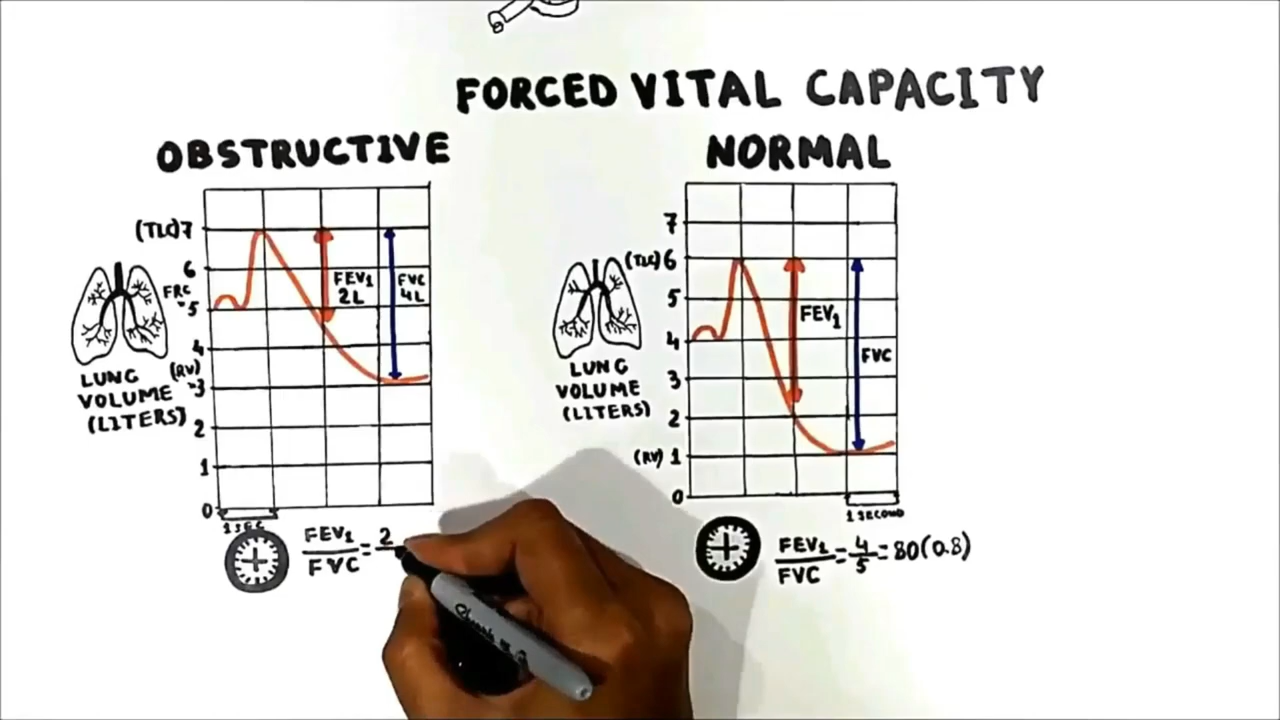 FORCED VITAL CAPACITY
OBSTRUCTIVE
(TLC) 7
6
FRC
5
4
(RV)
3
2
1
0
1 SEC
FEV1
2L
FVC
4L
LUNG
VOLUME
(LITERS)
FEV1
FVC
=
2
NORMAL
7
(TLC) 6
5
4
3
2
(RV) 1
0
1 SECOND
FEV1
FVC
LUNG
VOLUME
(LITERS)
FEV1
FVC
= 4
5
= 80 (0.8)